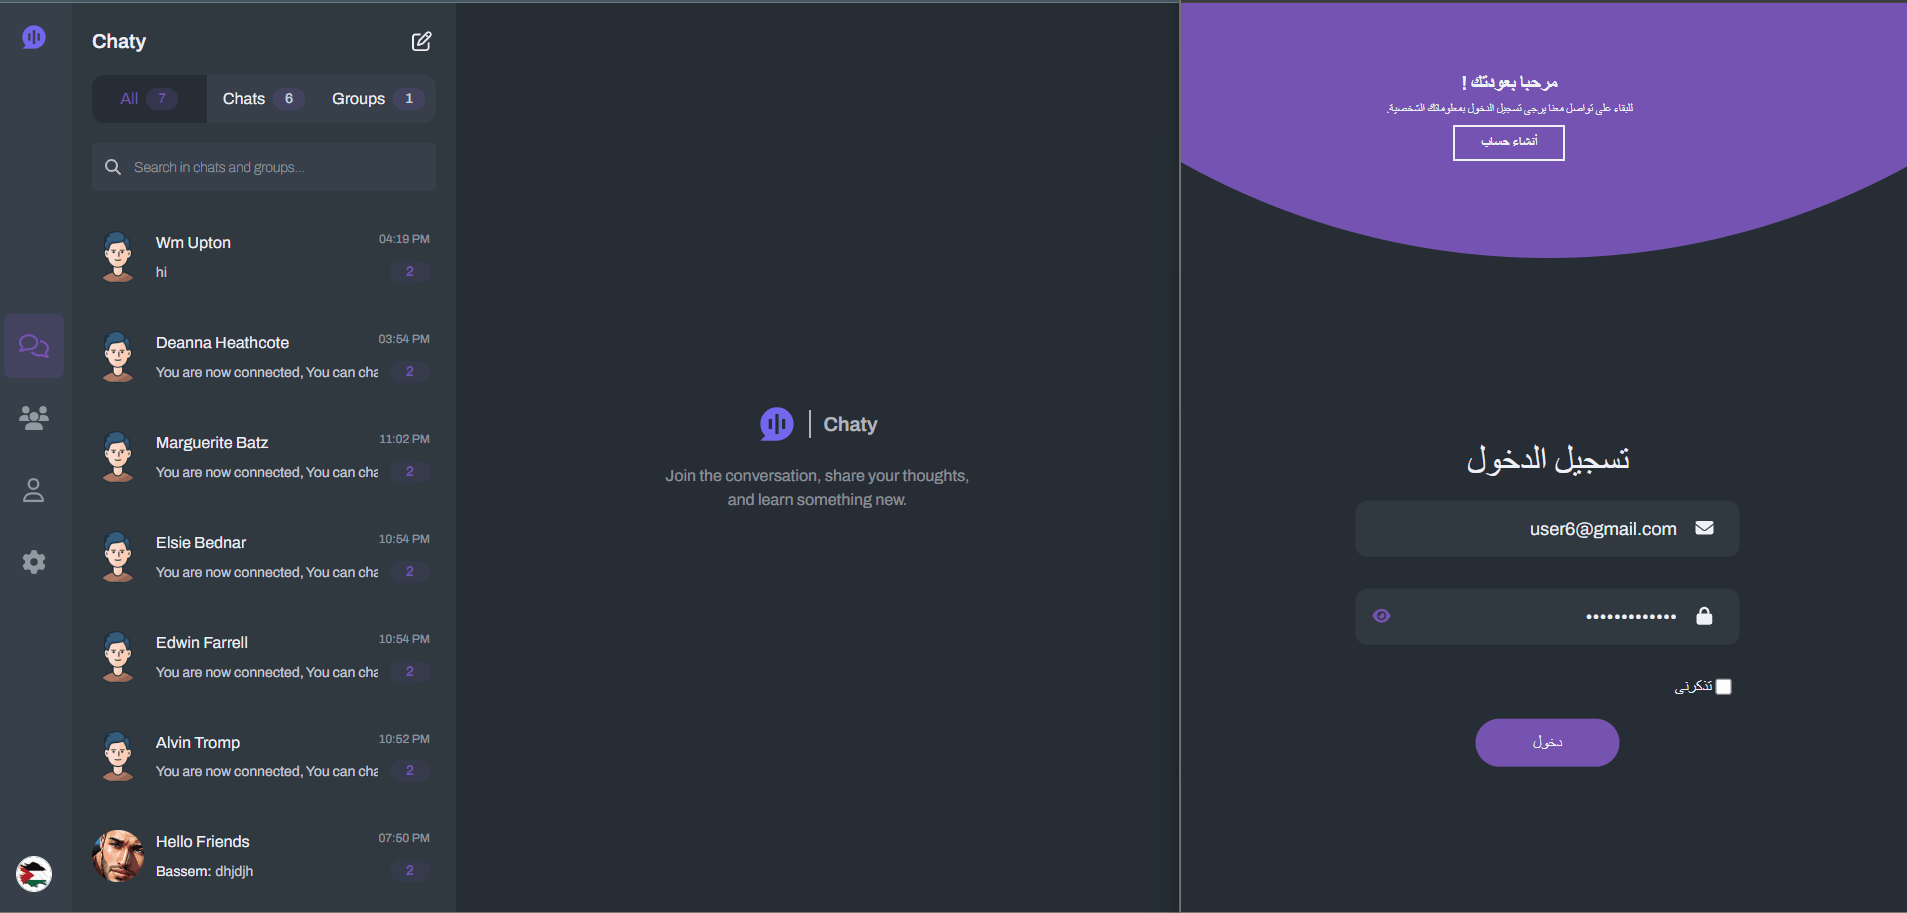 Chaty
All 7 Chats 6 Groups 1
Search in chats and groups...
Wm Upton 04:19 PM
hi 2
Deanna Heathcote 03:54 PM
You are now connected, You can cha 2
Marguerite Batz 11:02 PM
You are now connected, You can cha 2
Elsie Bednar 10:54 PM
You are now connected, You can cha 2
Edwin Farrell 10:54 PM
You are now connected, You can cha 2
Alvin Tromp 10:52 PM
You are now connected, You can cha 2
Hello Friends 07:50 PM
Bassem: dhjdjh 2
Chaty
Join the conversation, share your thoughts,
and learn something new.
مرحبا بعودتك !
للبقاء على تواصل معنا يرجى تسجيل الدخول بمعلوماتك الشخصية.
أنشاء حساب
تسجيل الدخول
user6@gmail.com
•••••••••••••
تذكرنى
دخول